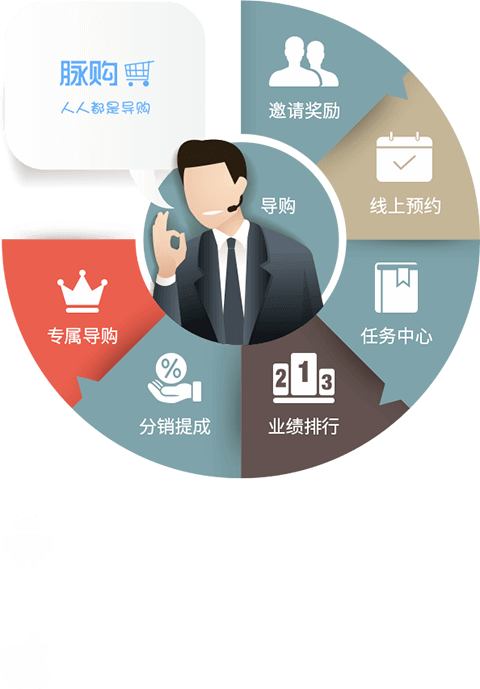 脉购
人人都是导购
邀请奖励
线上预约
导购
任务中心
专属导购
%
分销提成
2 1 3
业绩排行